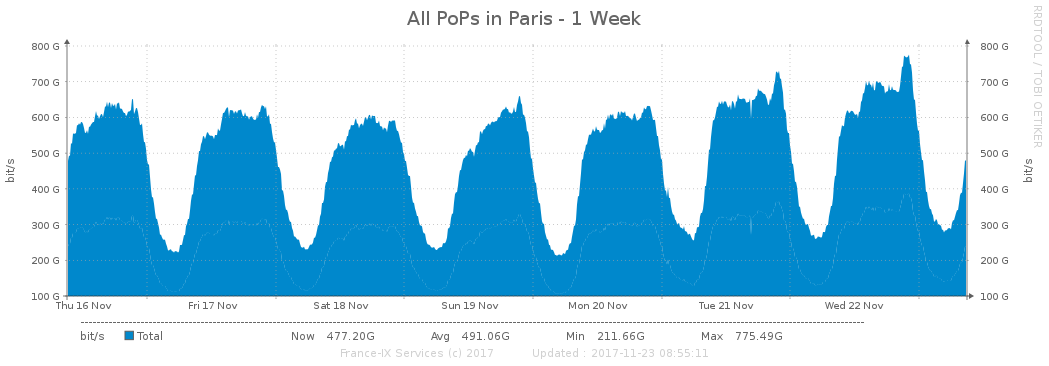 All PoPs in Paris - 1 Week
RRDTOOL / TOBI OETIKER
bit/s
800 G
700 G
600 G
500 G
400 G
300 G
200 G
100 G
800 G
700 G
600 G
500 G
400 G
300 G
200 G
100 G
bit/s
Thu 16 Nov Fri 17 Nov Sat 18 Nov Sun 19 Nov Mon 20 Nov Tue 21 Nov Wed 22 Nov
bit/s Total Now 477.20G Avg 491.06G Min 211.66G Max 775.49G
France-IX Services (c) 2017 Updated : 2017-11-23 08:55:11